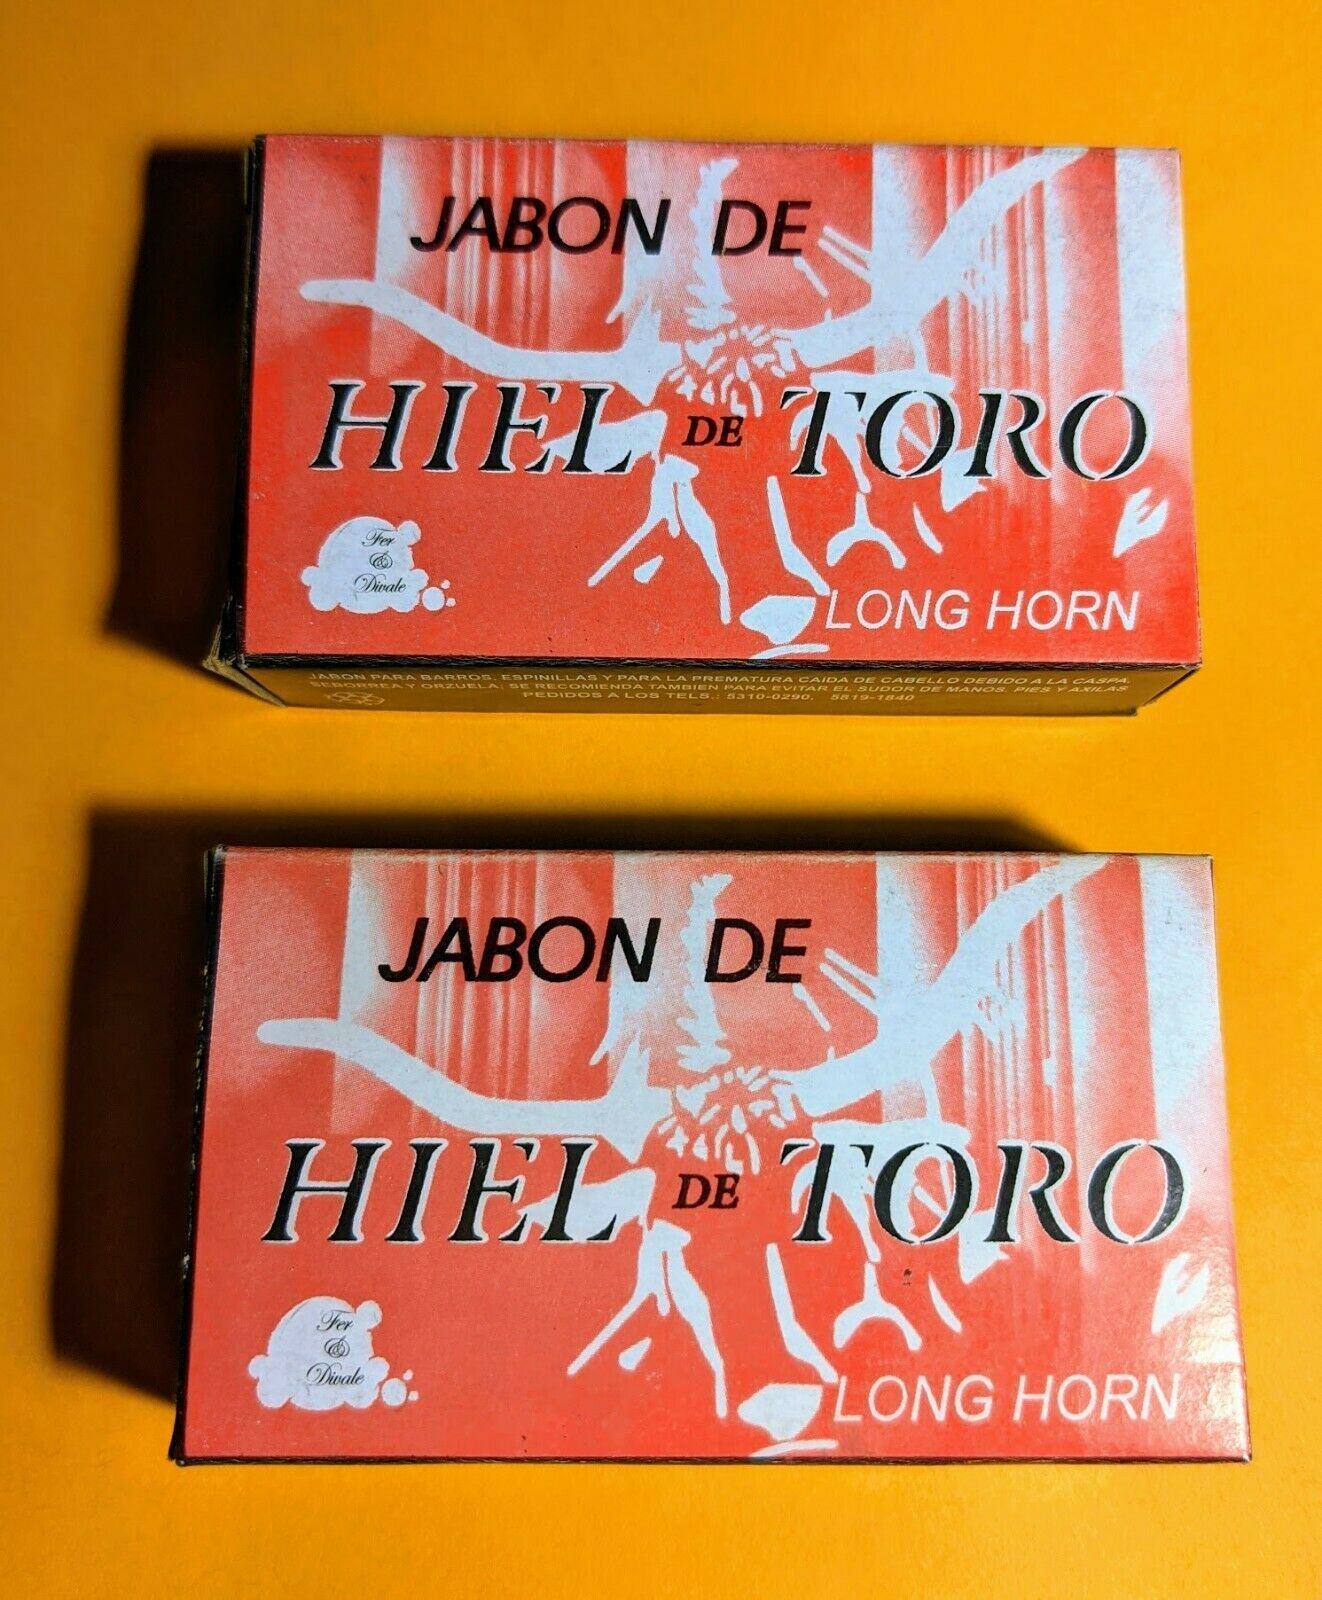 JABON DE
HIEL DE TORO
Fer
&
Divale
LONG HORN
JABON PARA BARROS, ESPINILLAS Y PARA LA PREMATURA CAIDA DE CABELLO DEBIDO A LA CASPA,
SEMORREA Y ORZUELA: SE RECOMIENDA TAMBIEN PARA EVITAR EL SUDOR DE MANOS, PIES Y AXILAS
PEDIDOS A LOS TELS.: 5310-0290, 5819-1840
JABON DE
HIEL DE TORO
Fer
&
Divale
LONG HORN